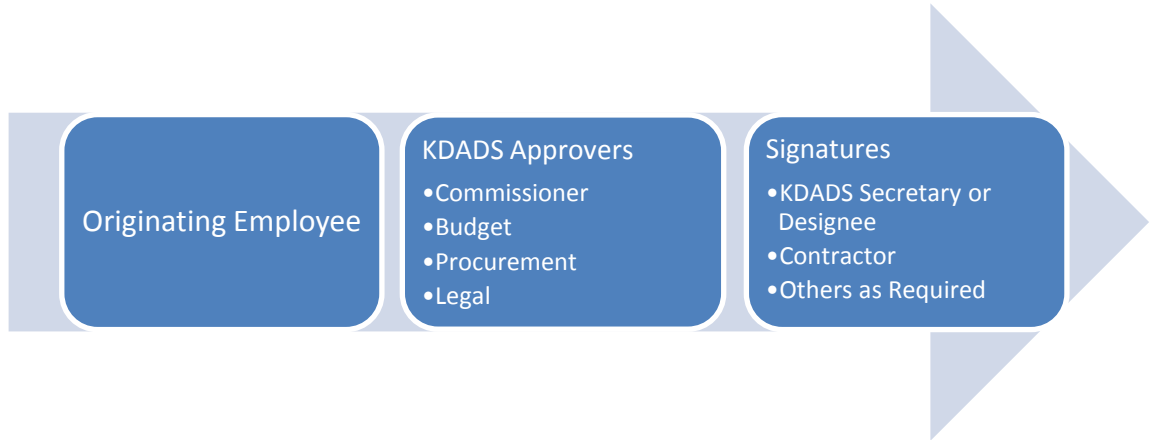 Originating Employee
KDADS Approvers
•Commissioner
•Budget
•Procurement
•Legal
Signatures
•KDADS Secretary or
Designee
•Contractor
•Others as Required